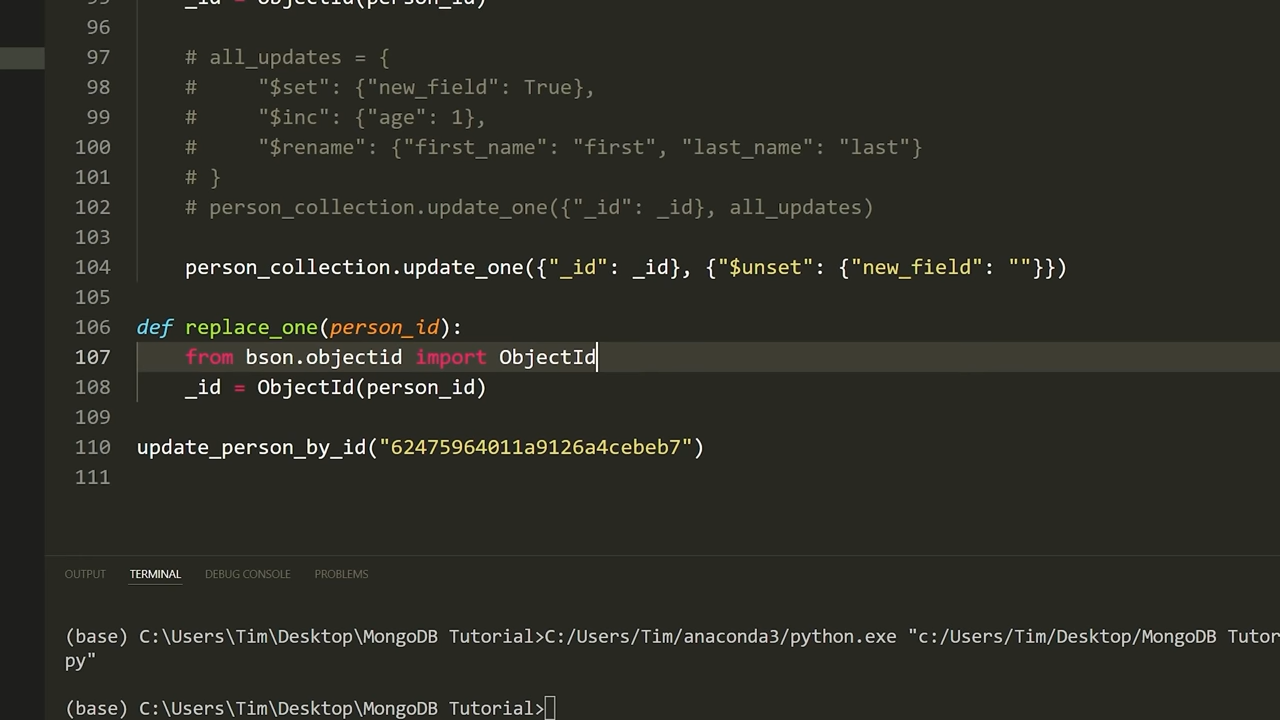 95 _id = ObjectId(person_id)
96
97 # all_updates = {
98 #     "$set": {"new_field": True},
99 #     "$inc": {"age": 1},
100 #     "$rename": {"first_name": "first", "last_name": "last"}
101 # }
102 # person_collection.update_one({"_id": _id}, all_updates)
103
104 person_collection.update_one({"_id": _id}, {"$unset": {"new_field": ""}})
105
106 def replace_one(person_id):
107 from bson.objectid import ObjectId
108 _id = ObjectId(person_id)
109
110 update_person_by_id("62475964011a9126a4cebeb7")
111
OUTPUT TERMINAL DEBUG CONSOLE PROBLEMS
(base) C:\Users\Tim\Desktop\MongoDB Tutorial>C:/Users/Tim/anaconda3/python.exe "c:/Users/Tim/Desktop/MongoDB Tutor
py"
(base) C:\Users\Tim\Desktop\MongoDB Tutorial>